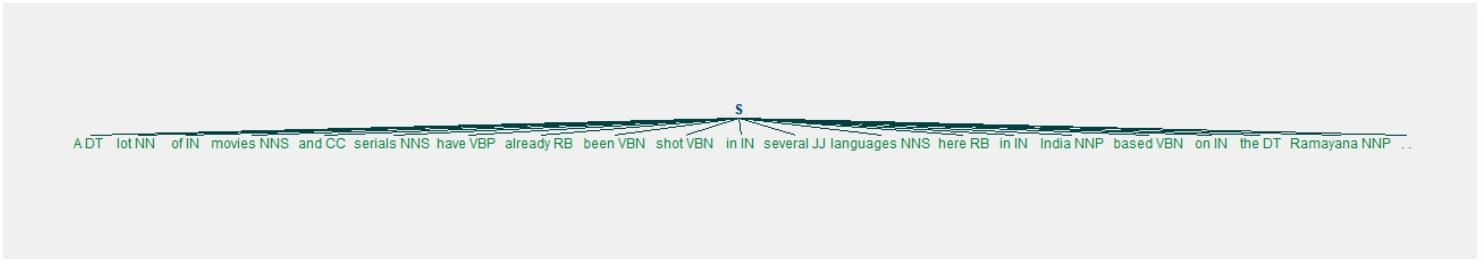 S
A DT lot NN of IN movies NNS and CC serials NNS have VBP already RB been VBN shot VBN in IN several JJ languages NNS here RB in IN India NNP based VBN on IN the DT Ramayana NNP . .